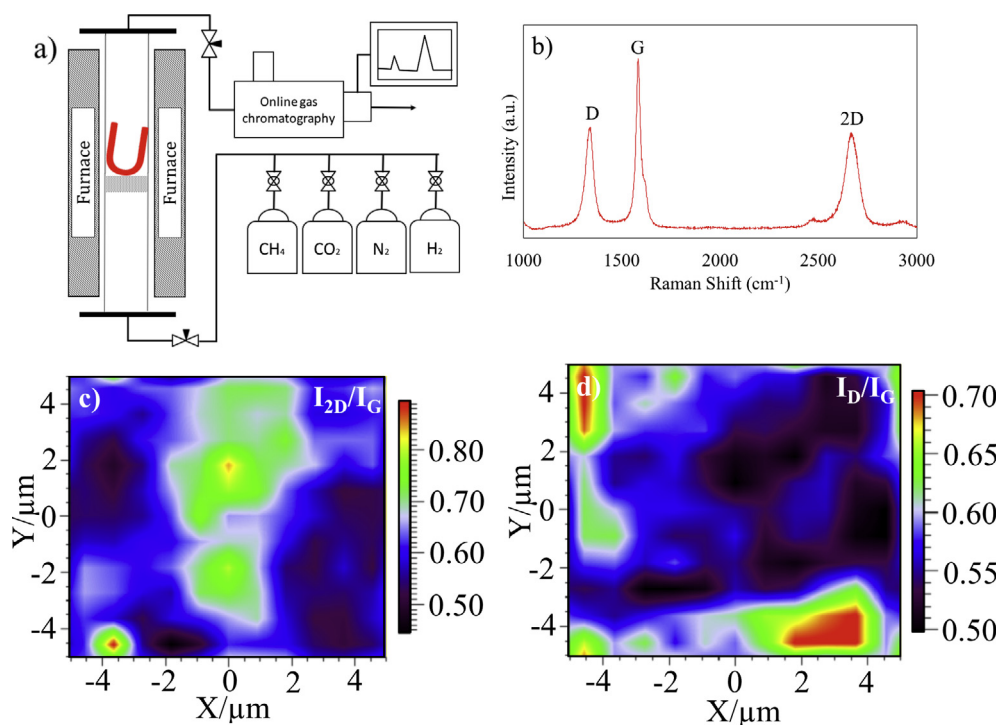 a)
Furnace
Furnace
Online gas
chromatography
CH4
CO2
N2
H2
b)
D
G
2D
Intensity (a.u.)
1000
1500
2000
2500
3000
Raman Shift (cm-1)
c)
I2D/IG
4
2
0
-2
-4
Y/µm
-4
-2
0
2
4
X/µm
0.80
0.70
0.60
0.50
d)
ID/IG
4
2
0
-2
-4
Y/µm
-4
-2
0
2
4
X/µm
0.70
0.65
0.60
0.55
0.50